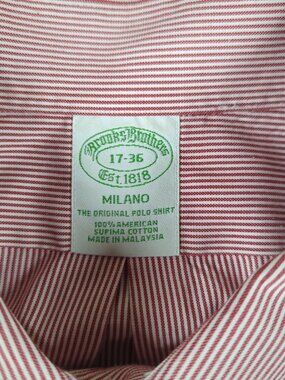 Brooks Brothers
17-36
Est. 1818
MILANO
THE ORIGINAL POLO SHIRT
100% AMERICAN
SUPIMA COTTON
MADE IN MALAYSIA